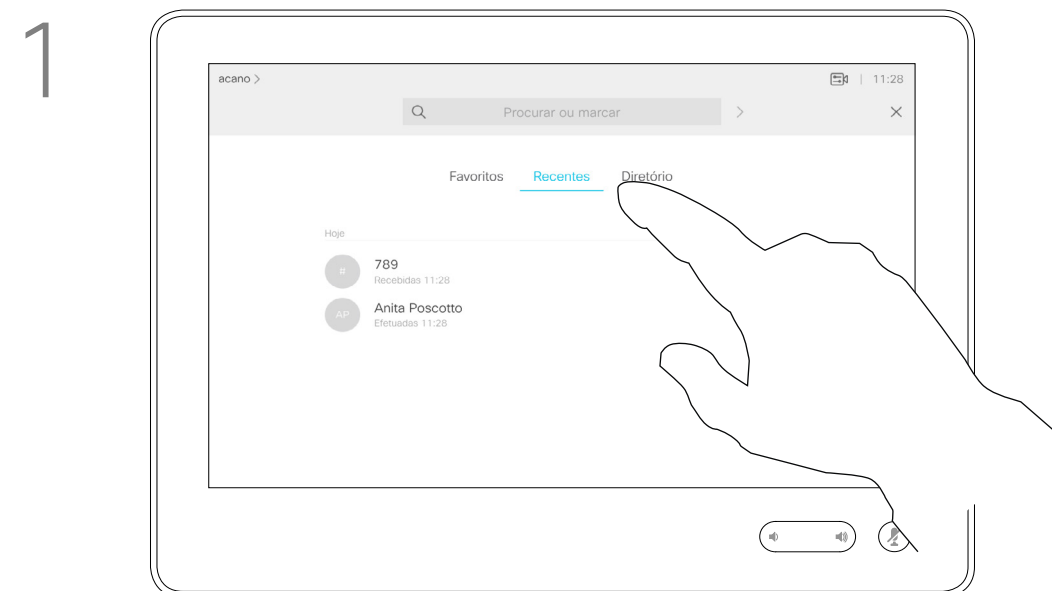 1
acano > 11:28
Procurar ou marcar >
Favoritos Recentes Diretório
Hoje
# 789
Recebidas 11:28
AP Anita Poscotto
Efetuadas 11:28